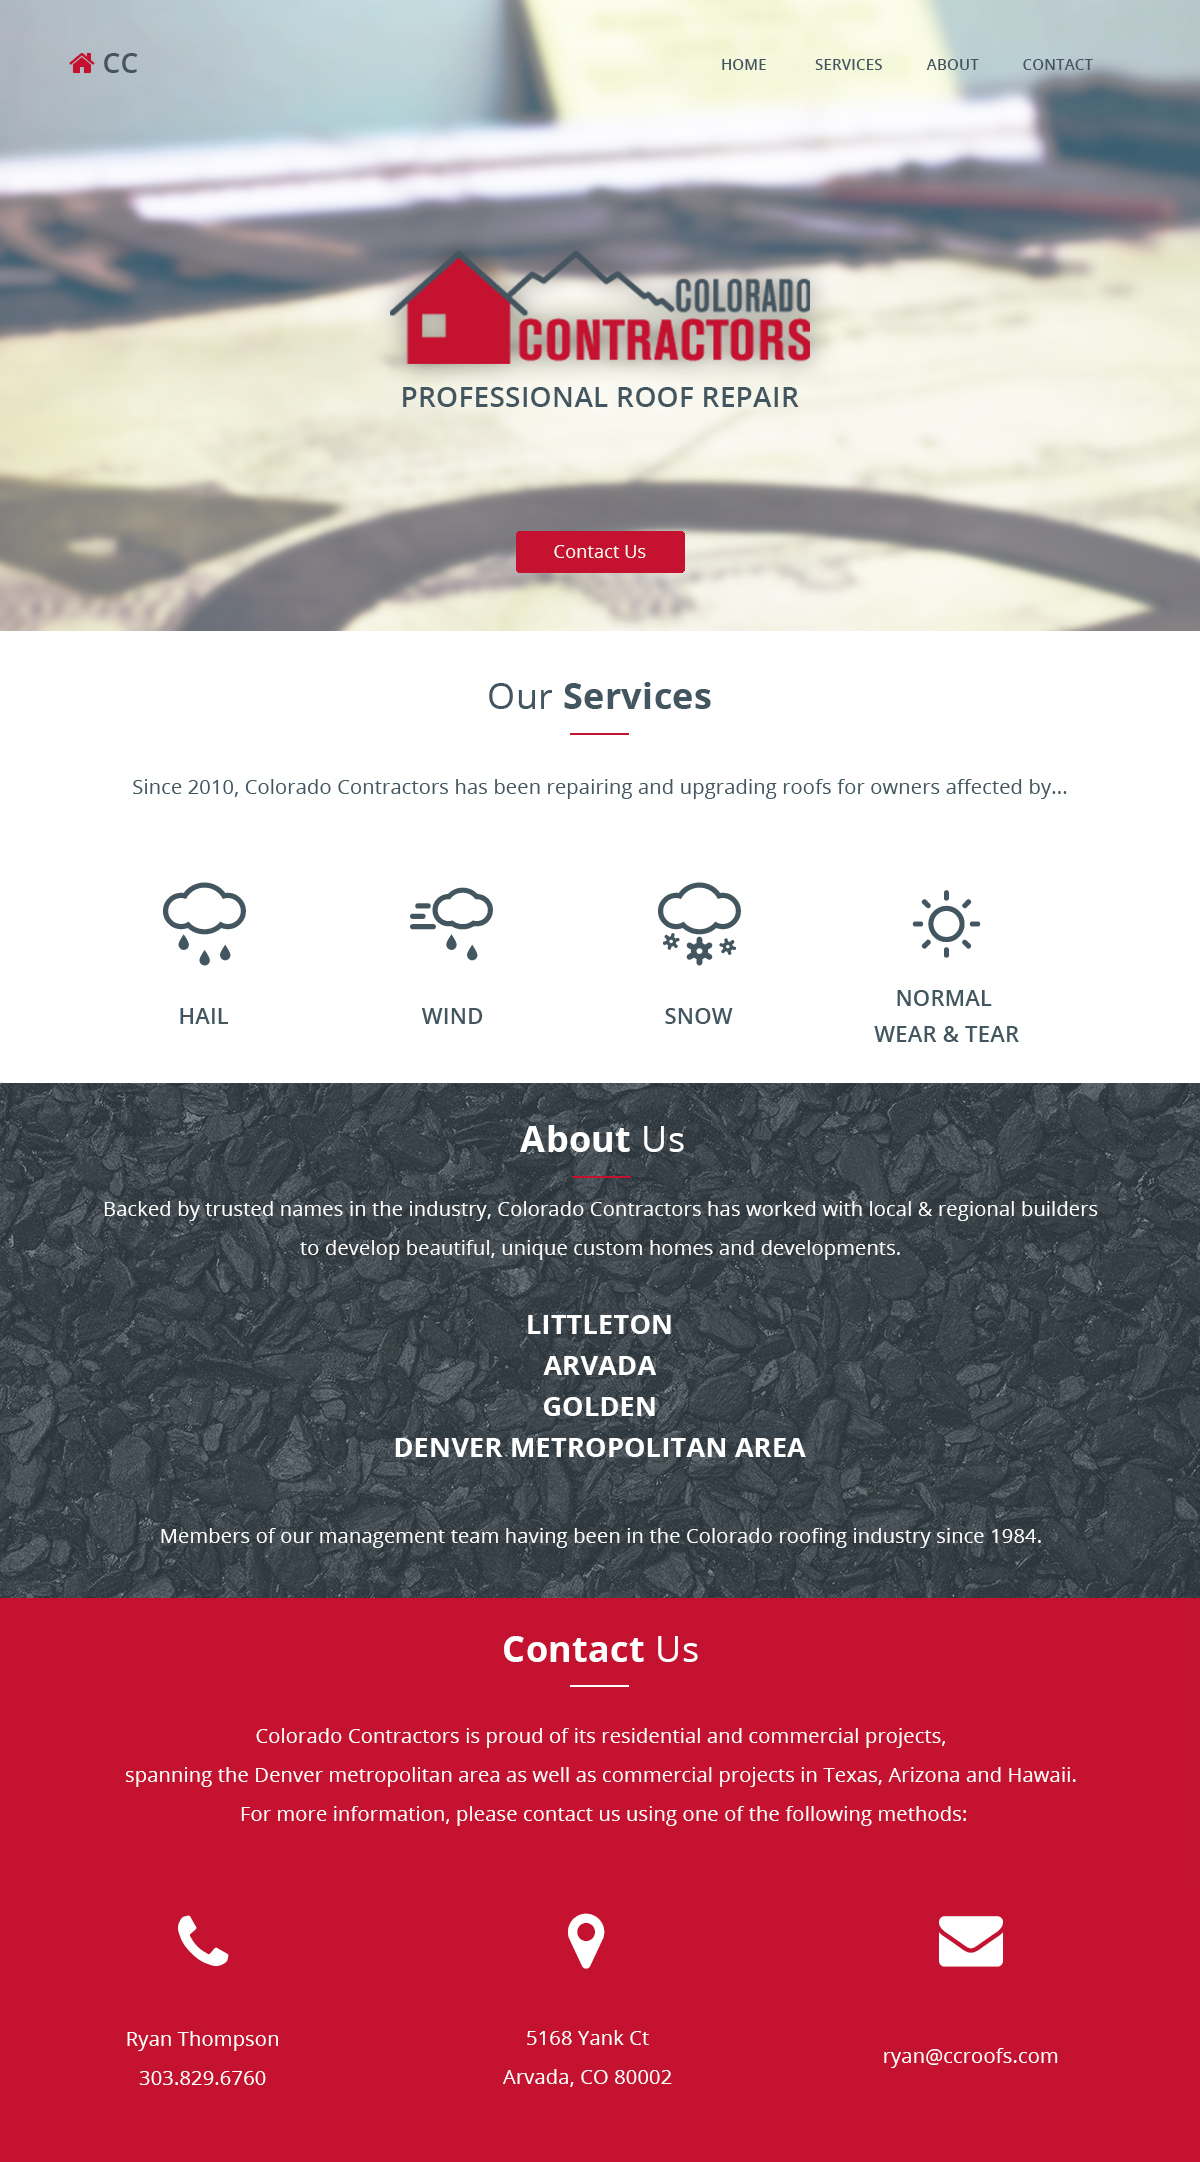 CC
HOME SERVICES ABOUT CONTACT
COLORADO
CONTRACTORS
PROFESSIONAL ROOF REPAIR
Contact Us
Our Services
Since 2010, Colorado Contractors has been repairing and upgrading roofs for owners affected by...
HAIL
WIND
SNOW
NORMAL
WEAR & TEAR
About Us
Backed by trusted names in the industry, Colorado Contractors has worked with local & regional builders
to develop beautiful, unique custom homes and developments.
LITTLETON
ARVADA
GOLDEN
DENVER METROPOLITAN AREA
Members of our management team having been in the Colorado roofing industry since 1984.
Contact Us
Colorado Contractors is proud of its residential and commercial projects,
spanning the Denver metropolitan area as well as commercial projects in Texas, Arizona and Hawaii.
For more information, please contact us using one of the following methods:
Ryan Thompson
303.829.6760
5168 Yank Ct
Arvada, CO 80002
ryan@ccroofs.com